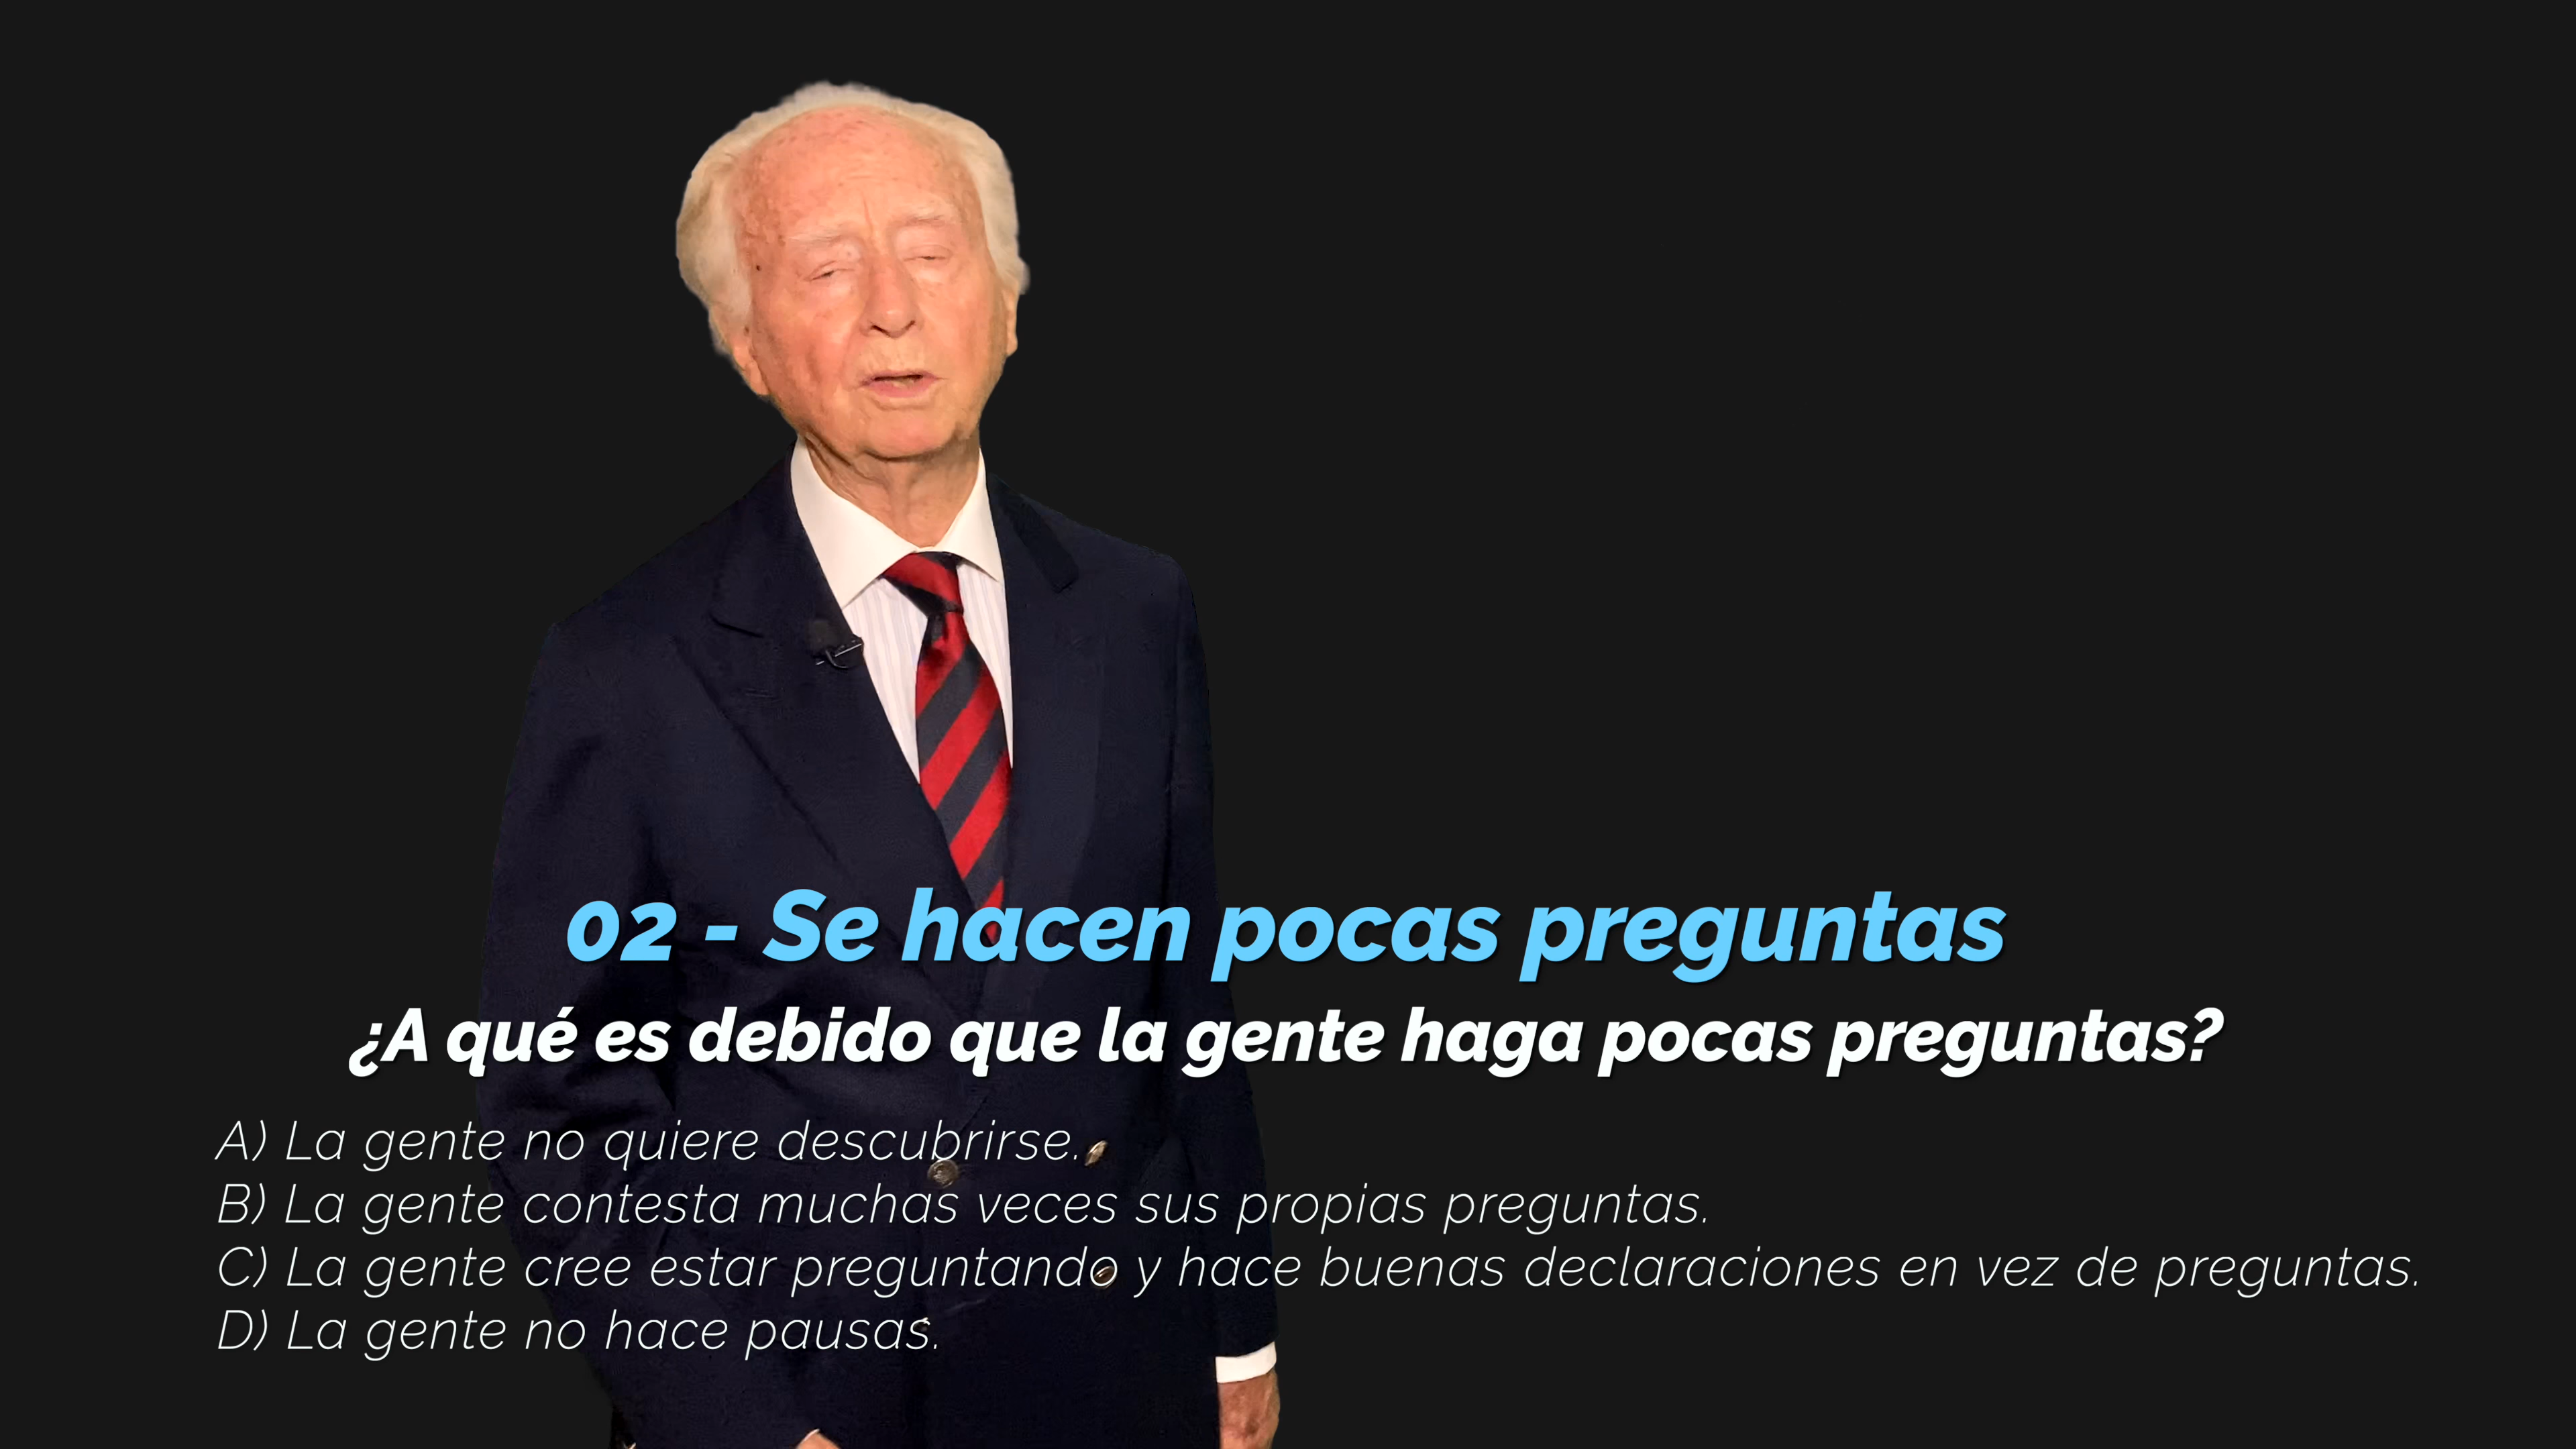 02 - Se hacen pocas preguntas
¿A qué es debido que la gente haga pocas preguntas?
A) La gente no quiere descubrirse.
B) La gente contesta muchas veces sus propias preguntas.
C) La gente cree estar preguntando y hace buenas declaraciones en vez de preguntas.
D) La gente no hace pausas.